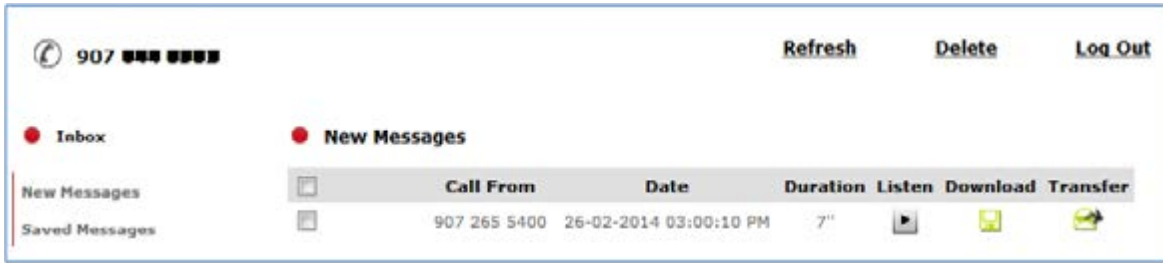 907
Refresh Delete Log Out
Inbox
New Messages
New Messages
Saved Messages
Call From Date Duration Listen Download Transfer
907 265 5400 26-02-2014 03:00:10 PM 7"